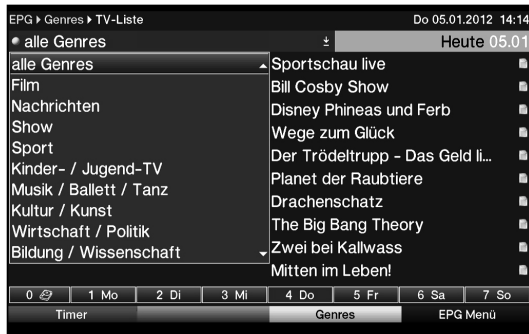 EPG ▸ Genres ▸ TV-Liste Do 05.01.2012 14:14
alle Genres Heute 05.01
alle Genres Sportschau live
Film Bill Cosby Show
Nachrichten Disney Phineas und Ferb
Show Wege zum Glück
Sport Der Trödeltrupp - Das Geld li...
Kinder- / Jugend-TV Planet der Raubtiere
Musik / Ballett / Tanz Drachenschatz
Kultur / Kunst The Big Bang Theory
Wirtschaft / Politik Zwei bei Kallwass
Bildung / Wissenschaft Mitten im Leben!
0 1 Mo 2 Di 3 Mi 4 Do 5 Fr 6 Sa 7 So
Timer Genres EPG Menü